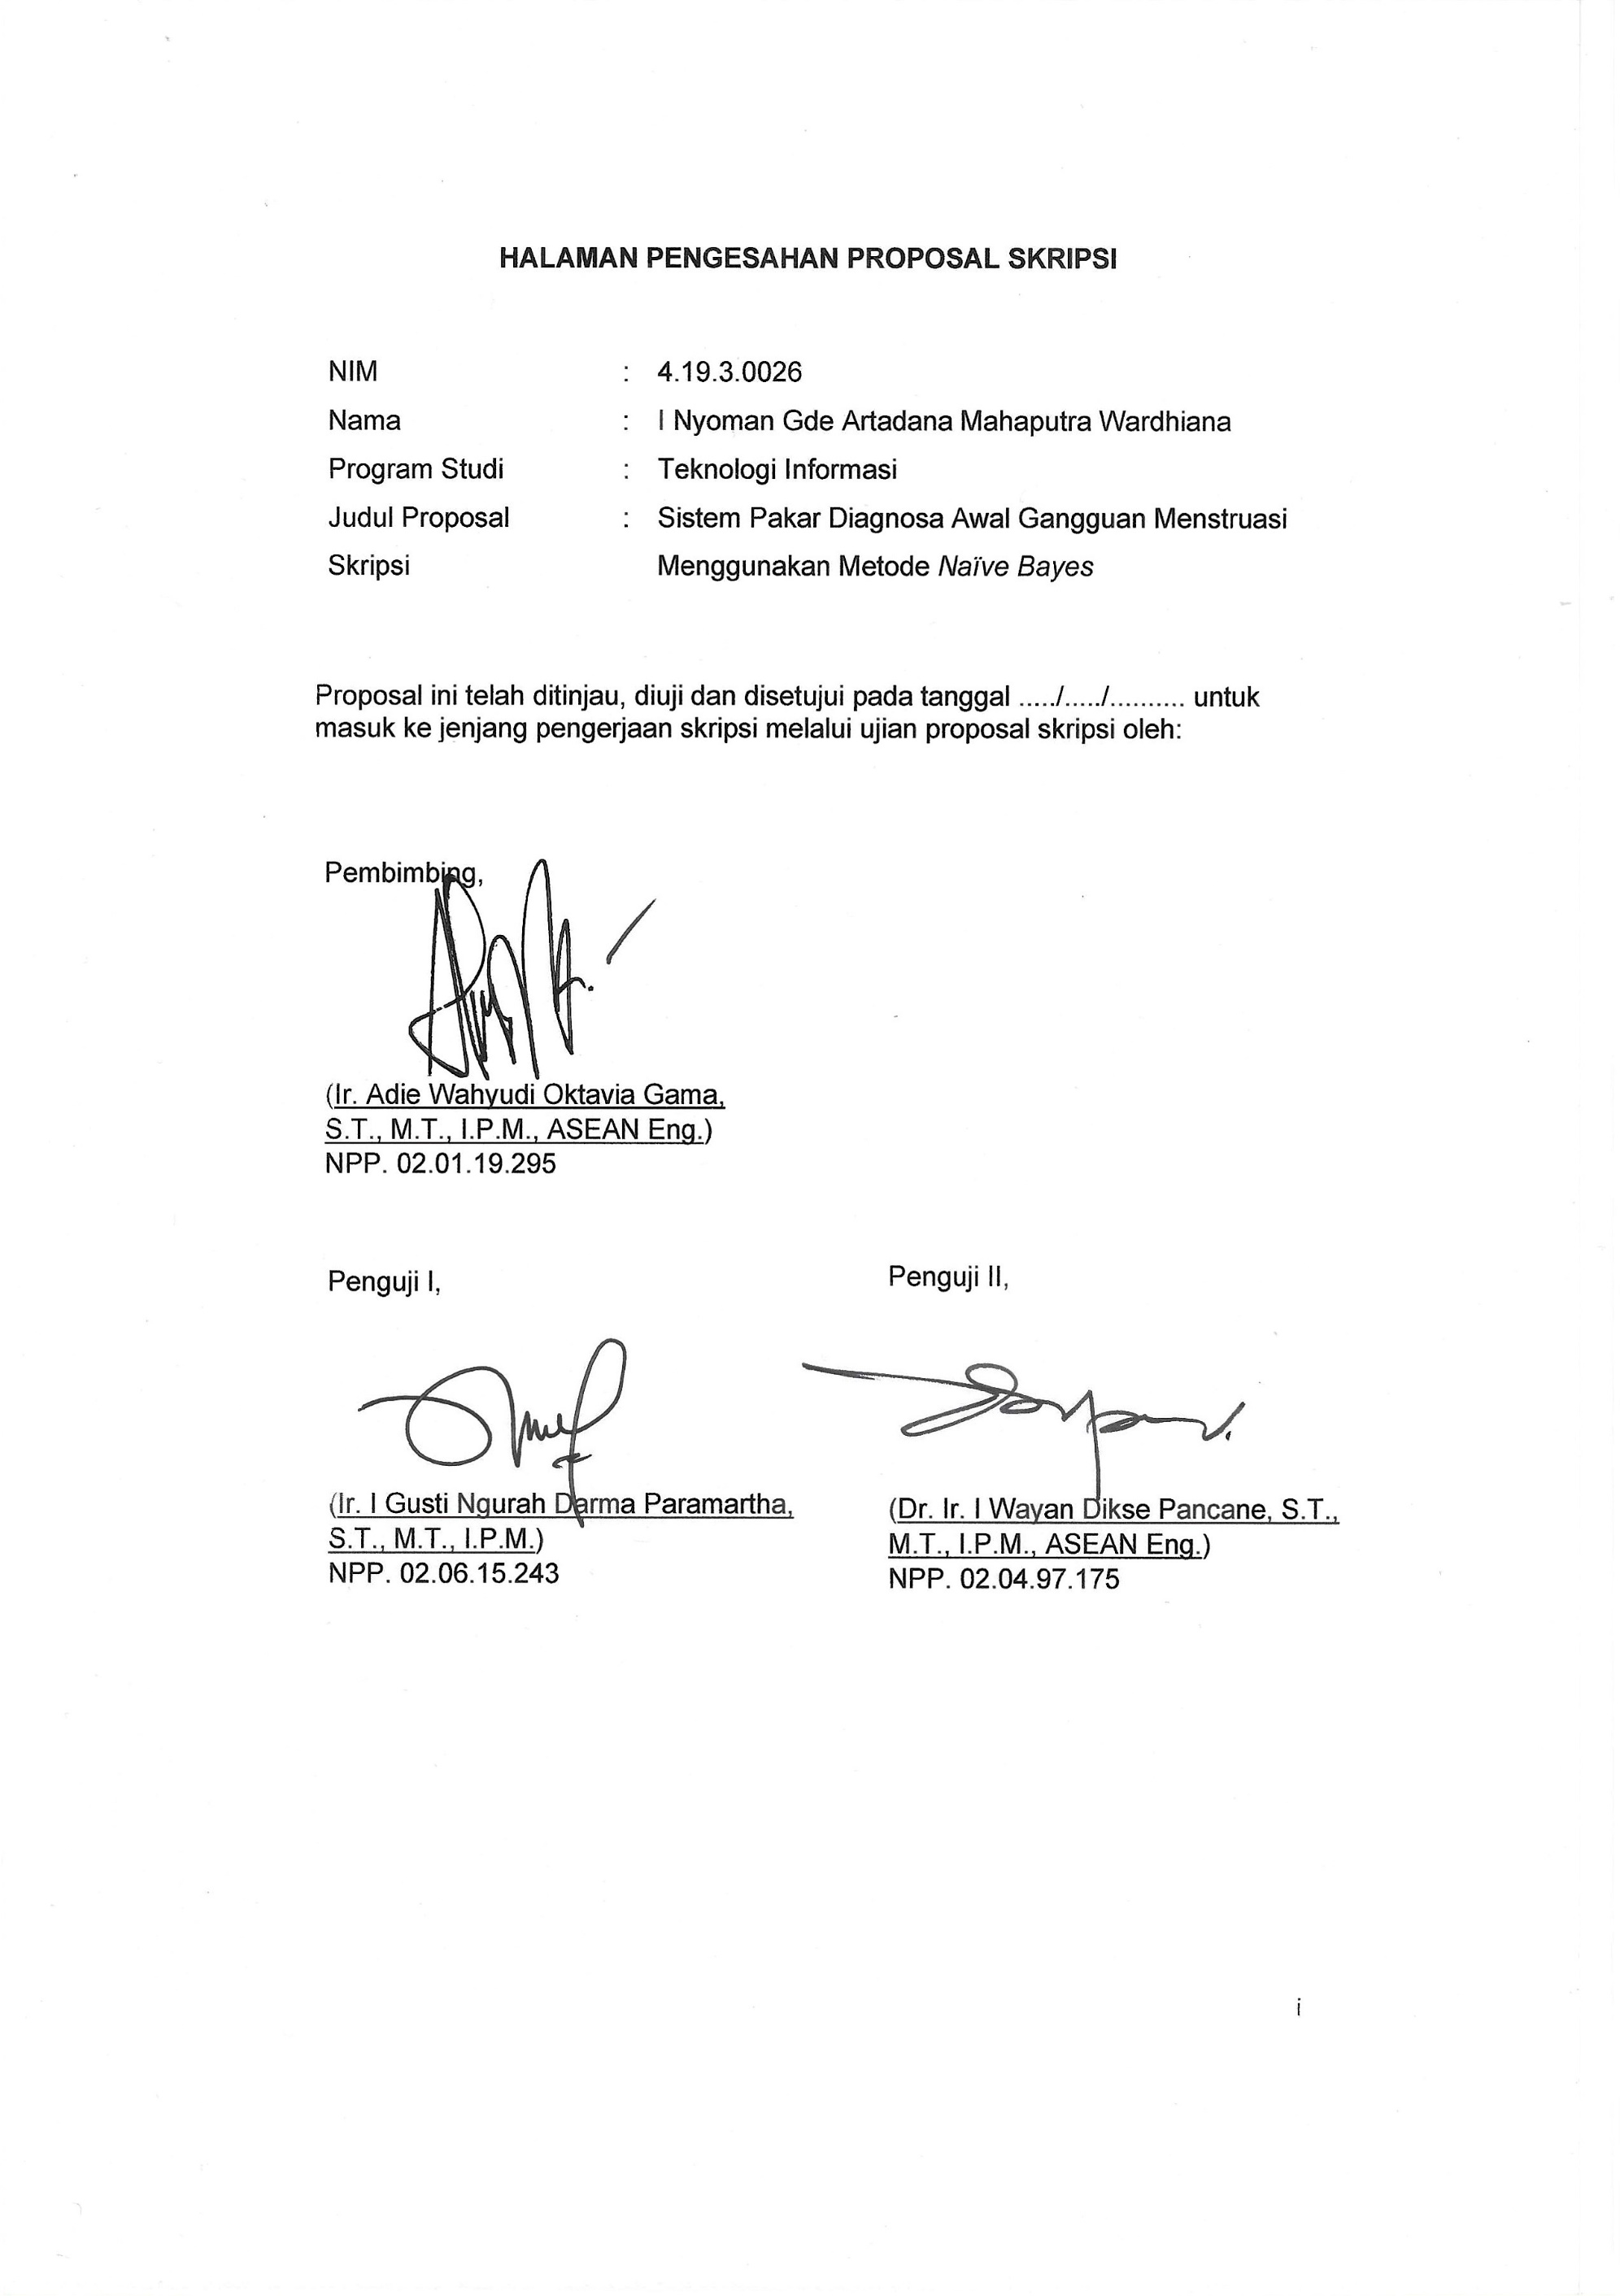 HALAMAN PENGESAHAN PROPOSAL SKRIPSI
NIM : 4.19.3.0026
Nama : I Nyoman Gde Artadana Mahaputra Wardhiana
Program Studi : Teknologi Informasi
Judul Proposal : Sistem Pakar Diagnosa Awal Gangguan Menstruasi
Skripsi Menggunakan Metode Naïve Bayes
Proposal ini telah ditinjau, diuji dan disetujui pada tanggal ...../...../.......... untuk
masuk ke jenjang pengerjaan skripsi melalui ujian proposal skripsi oleh:
Pembimbing,
(Ir. Adie Wahyudi Oktavia Gama,
S.T., M.T., I.P.M., ASEAN Eng.)
NPP. 02.01.19.295
Penguji I,
(Ir. I Gusti Ngurah Darma Paramartha,
S.T., M.T., I.P.M.)
NPP. 02.06.15.243
Penguji II,
(Dr. Ir. I Wayan Dikse Pancane, S.T.,
M.T., I.P.M., ASEAN Eng.)
NPP. 02.04.97.175
i